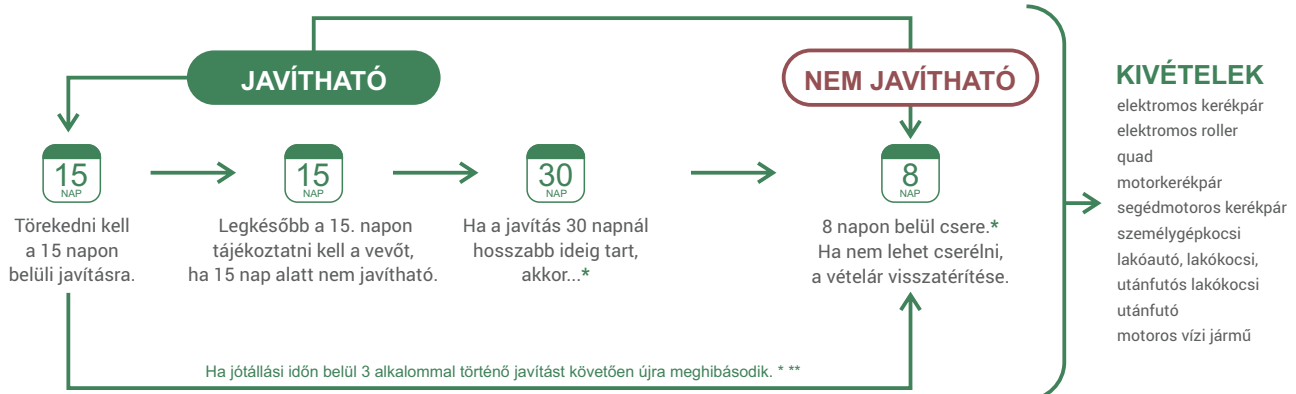 JAVÍTHATÓ
NEM JAVÍTHATÓ
15
NAP
Törekedni kell
a 15 napon
belüli javításra.
15
NAP
Legkésőbb a 15. napon
tájékoztatni kell a vevőt,
ha 15 nap alatt nem javítható.
30
NAP
Ha a javítás 30 napnál
hosszabb ideig tart,
akkor...*
8
NAP
8 napon belül csere.*
Ha nem lehet cserélni,
a vételár visszatérítése.
Ha jótállási időn belül 3 alkalommal történő javítást követően újra meghibásodik. * **
KIVÉTELEK
elektromos kerékpár
elektromos roller
quad
motorkerékpár
segédmotoros kerékpár
személygépkocsi
lakóautó, lakókocsi,
utánfutós lakókocsi
utánfutó
motoros vízi jármű